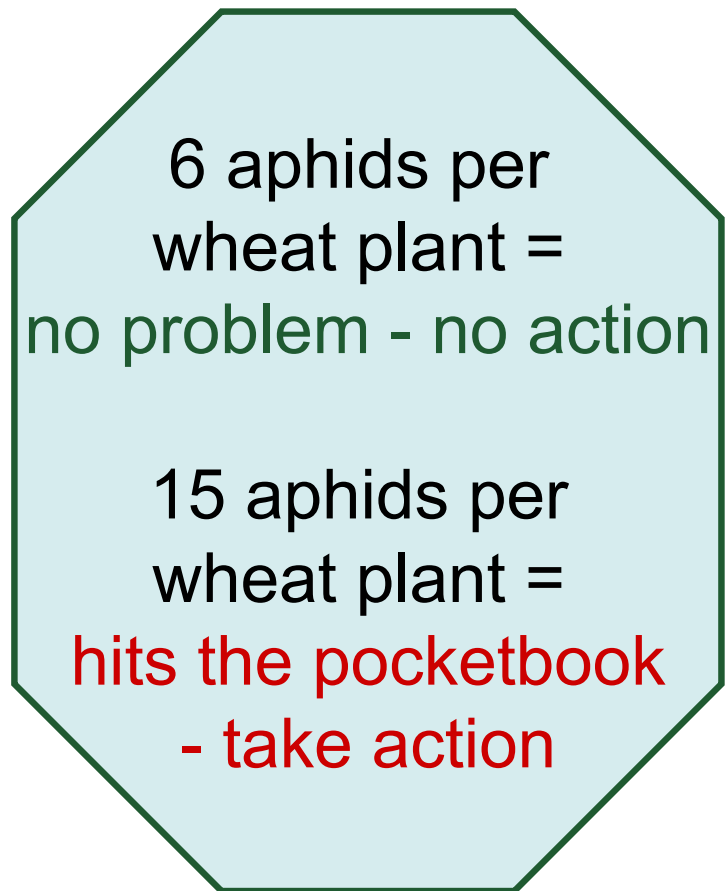 6 aphids per
wheat plant =
no problem - no action
15 aphids per
wheat plant =
hits the pocketbook
- take action